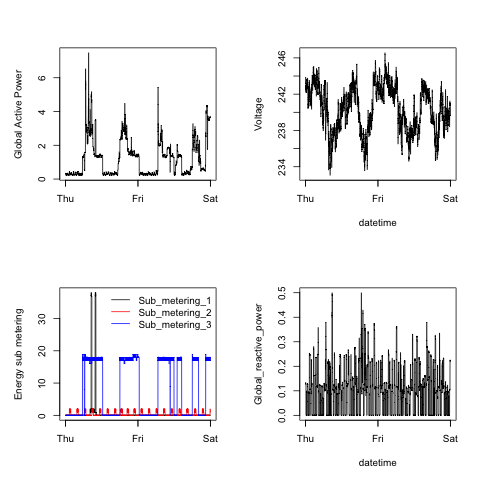 Global Active Power
0 2 4 6
Thu Fri Sat
Voltage
234 238 242 246
Thu Fri Sat
datetime
Energy sub metering
0 10 20 30
Sub_metering_1
Sub_metering_2
Sub_metering_3
Thu Fri Sat
Global_reactive_power
0.0 0.1 0.2 0.3 0.4 0.5
Thu Fri Sat
datetime